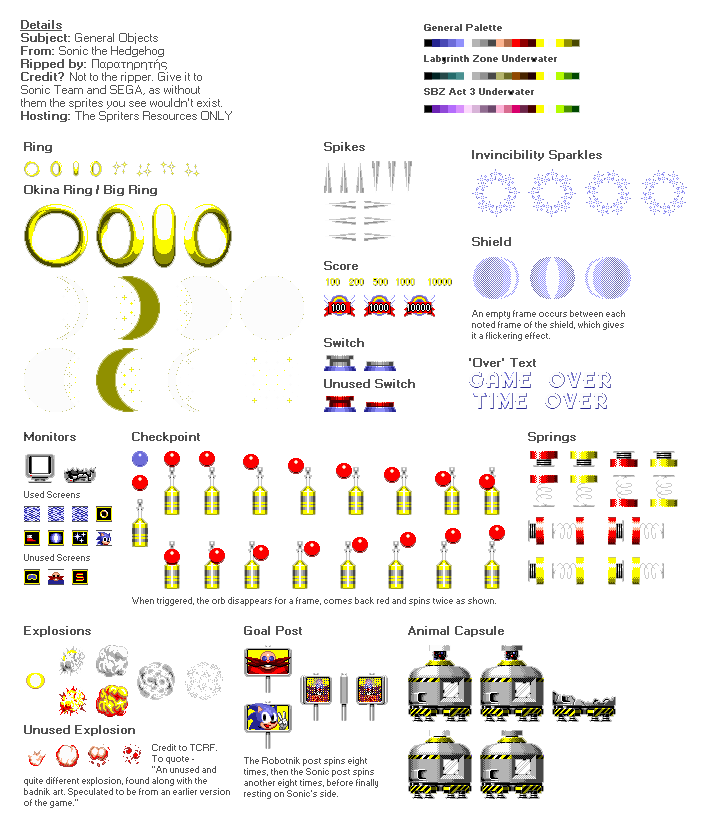 Details
Subject: General Objects
From: Sonic the Hedgehog
Ripped by: Παρατηρητής
Credit? Not to the ripper. Give it to
Sonic Team and SEGA, as without
them the sprites you see wouldn't exist.
Hosting: The Spriters Resources ONLY
General Palette
Labyrinth Zone Underwater
SBZ Act 3 Underwater
Ring
Okina Ring / Big Ring
Spikes
Invincibility Sparkles
Score
100 200 500 1000 10000
100 1000 10000
Shield
An empty frame occurs between each
noted frame of the shield, which gives
it a flickering effect.
Switch
Unused Switch
'Over' Text
GAME OVER
TIME OVER
Monitors
Used Screens
Unused Screens
S
Checkpoint
When triggered, the orb disappears for a frame, comes back red and spins twice as shown.
Springs
Explosions
Unused Explosion
Credit to TCRF.
To quote -
"An unused and
quite different explosion, found along with the
badnik art. Speculated to be from an earlier version
of the game."
Goal Post
The Robotnik post spins eight
times, then the Sonic post spins
another eight times, before finally
resting on Sonic's side.
Animal Capsule